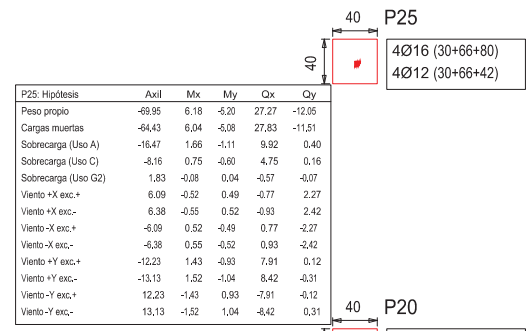 40 P25
40
4Ø16 (30+66+80)
4Ø12 (30+66+42)
P25: Hipótesis Axil Mx My Qx Qy
Peso propio -69,95 6.18 -6,20 27.27 -12.05
Cargas muertas -64,43 6.04 -5,08 27.83 -11,51
Sobrecarga (Uso A) -16.47 1.66 -1.11 9.92 0.40
Sobrecarga (Uso C) -8.16 0.75 -0.60 4.75 0.16
Sobrecarga (Uso G2) 1.83 -0.08 0.04 -0.57 -0,07
Viento +X exc.+ 6.09 -0.52 0.49 -0.77 2.27
Viento +X exc.- 6.38 -0.55 0.52 -0.93 2.42
Viento -X exc.+ -6.09 0.52 -0.49 0.77 -2.27
Viento -X exc.- -6,38 0,55 -0,52 0,93 -2,42
Viento +Y exc.+ -12.23 1.43 -0.93 7.91 0.12
Viento +Y exc.- -13.13 1.52 -1.04 8.42 -0.31
Viento -Y exc.+ 12.23 -1.43 0.93 -7.91 -0.12
Viento -Y exc.- 13,13 -1,52 1,04 -8,42 0,31
40 P20